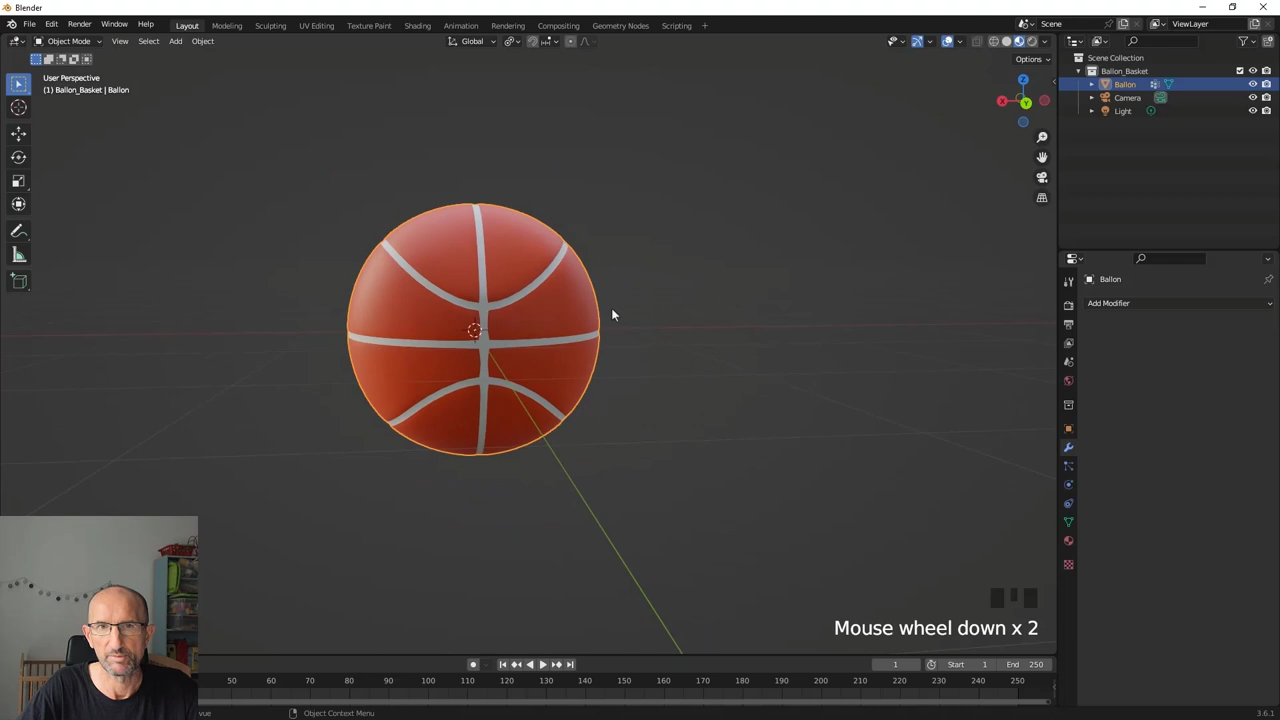 Blender
File Edit Render Window Help
Layout Modeling Sculpting UV Editing Texture Paint Shading Animation Rendering Compositing Geometry Nodes Scripting +
Scene
ViewLayer
Object Mode View Select Add Object
Global
Options
User Perspective
(1) Ballon_Basket | Ballon
X
Y
Z
Scene Collection
Ballon_Basket
Ballon
Camera
Light
Ballon
Add Modifier
Mouse wheel down x 2
1
Start 1
End 250
50 60 70 80 90 100 110 120 130 140 150 160 170 180 190 200 210 220 230 240 250
vue
Object Context Menu
3.6.1